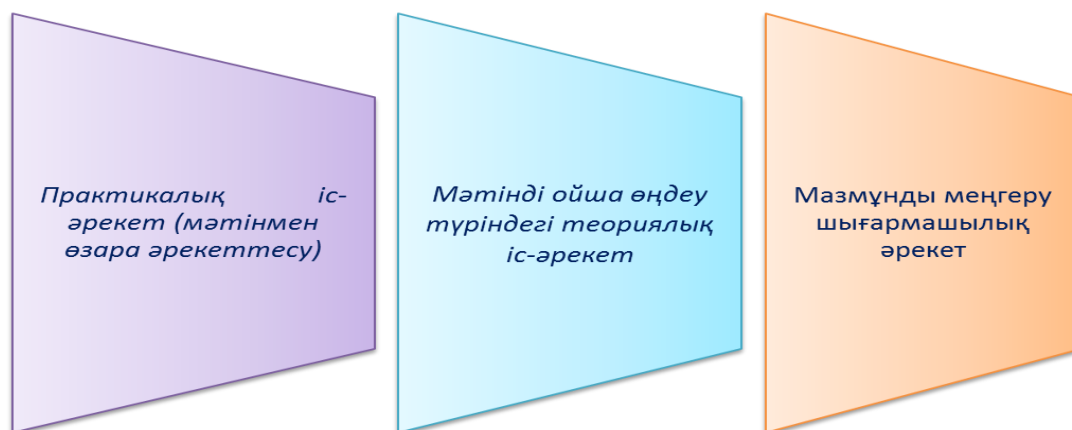 Практикалық іс-
әрекет (мәтінмен
өзара әрекеттесу)
Мәтінді ойша өңдеу
түріндегі теориялық
іс-әрекет
Мазмұнды меңгеру
шығармашылық
әрекет